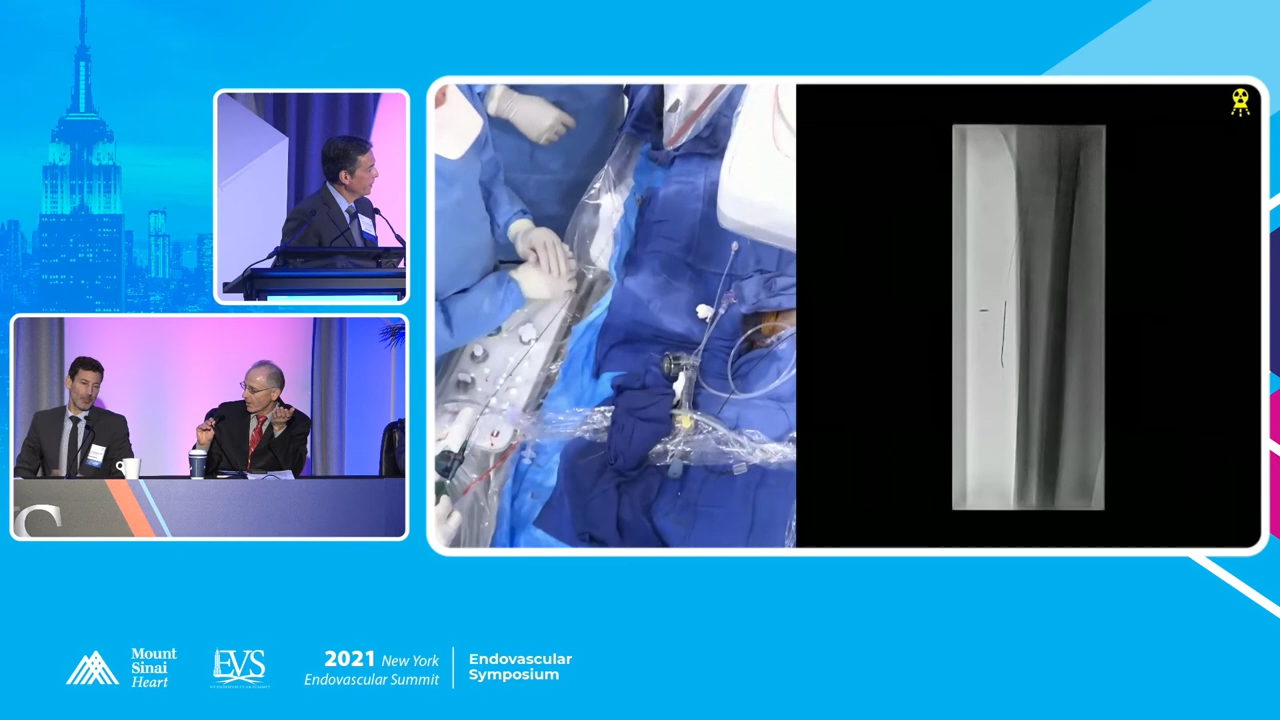 Mount
Sinai
Heart
EVS
2021 New York
Endovascular Summit
Endovascular
Symposium
S